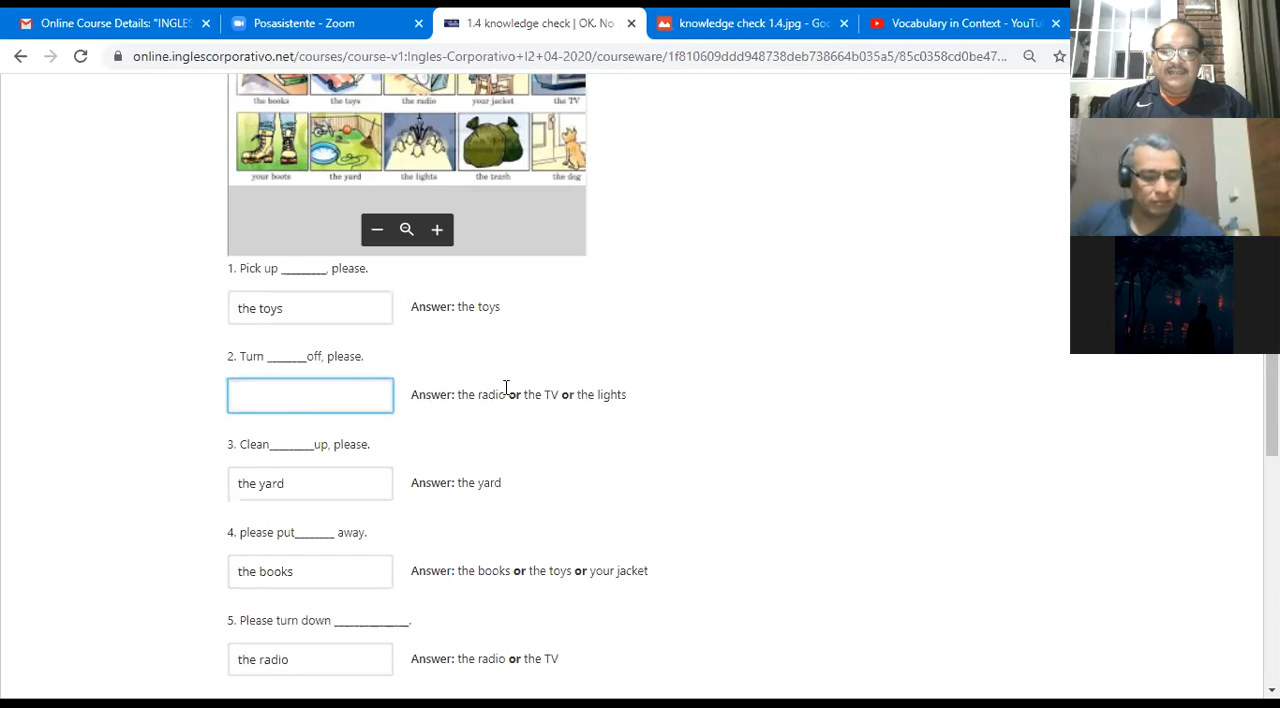 Online Course Details: "INGLES
Posasistente - Zoom
1.4 knowledge check | OK. No
knowledge check 1.4.jpg - Goo
Vocabulary in Context - YouTu
online.inglescorporativo.net/courses/course-v1:Ingles-Corporativo+I2+04-2020/courseware/1f810609ddd948738deb738664b035a5/85c0358cd0be47...
the books the toys the radio your jacket the TV
your boots the yard the lights the trash the dog
1. Pick up ________, please.
the toys
Answer: the toys
2. Turn _______off, please.
Answer: the radio or the TV or the lights
3. Clean________up, please.
the yard
Answer: the yard
4. please put_______ away.
the books
Answer: the books or the toys or your jacket
5. Please turn down _____________.
the radio
Answer: the radio or the TV